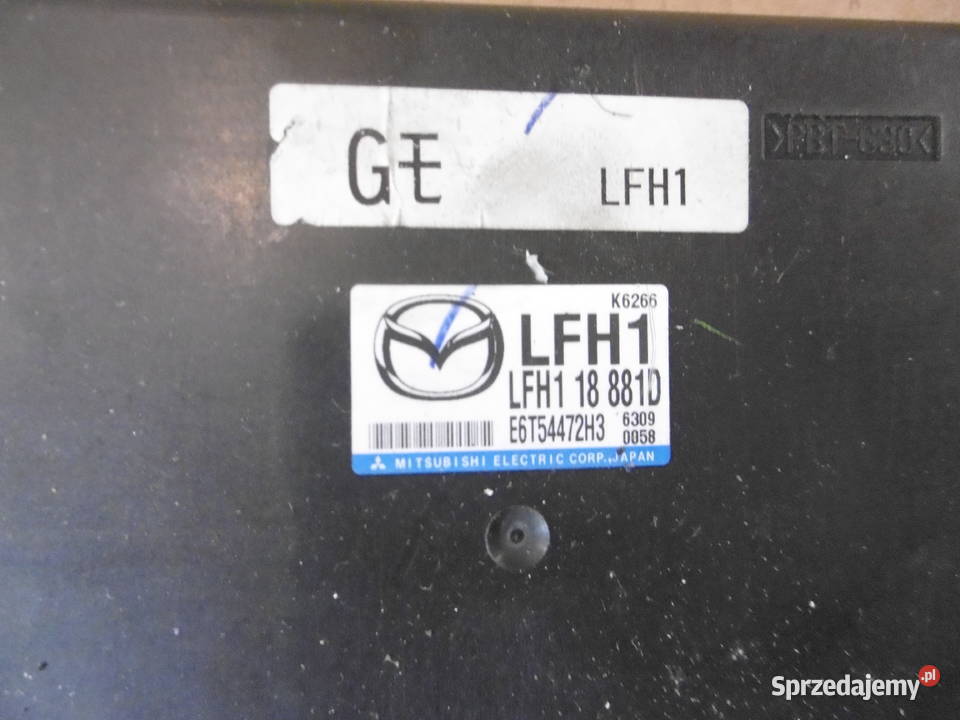 GE LFH1
K6266
LFH1
LFH1 18 881D
E6T54472H3 6309
0058
MITSUBISHI ELECTRIC CORP.,JAPAN
Sprzedajemy.pl